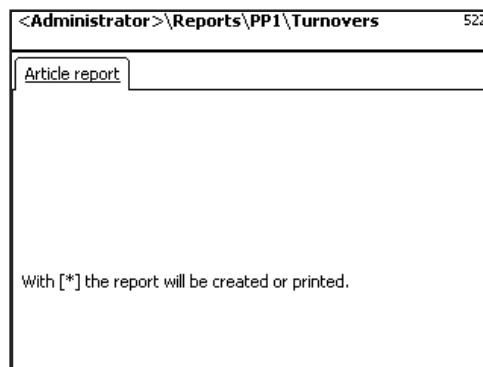 <Administrator>\Reports\PP1\Turnovers 522
Article report
With [*] the report will be created or printed.